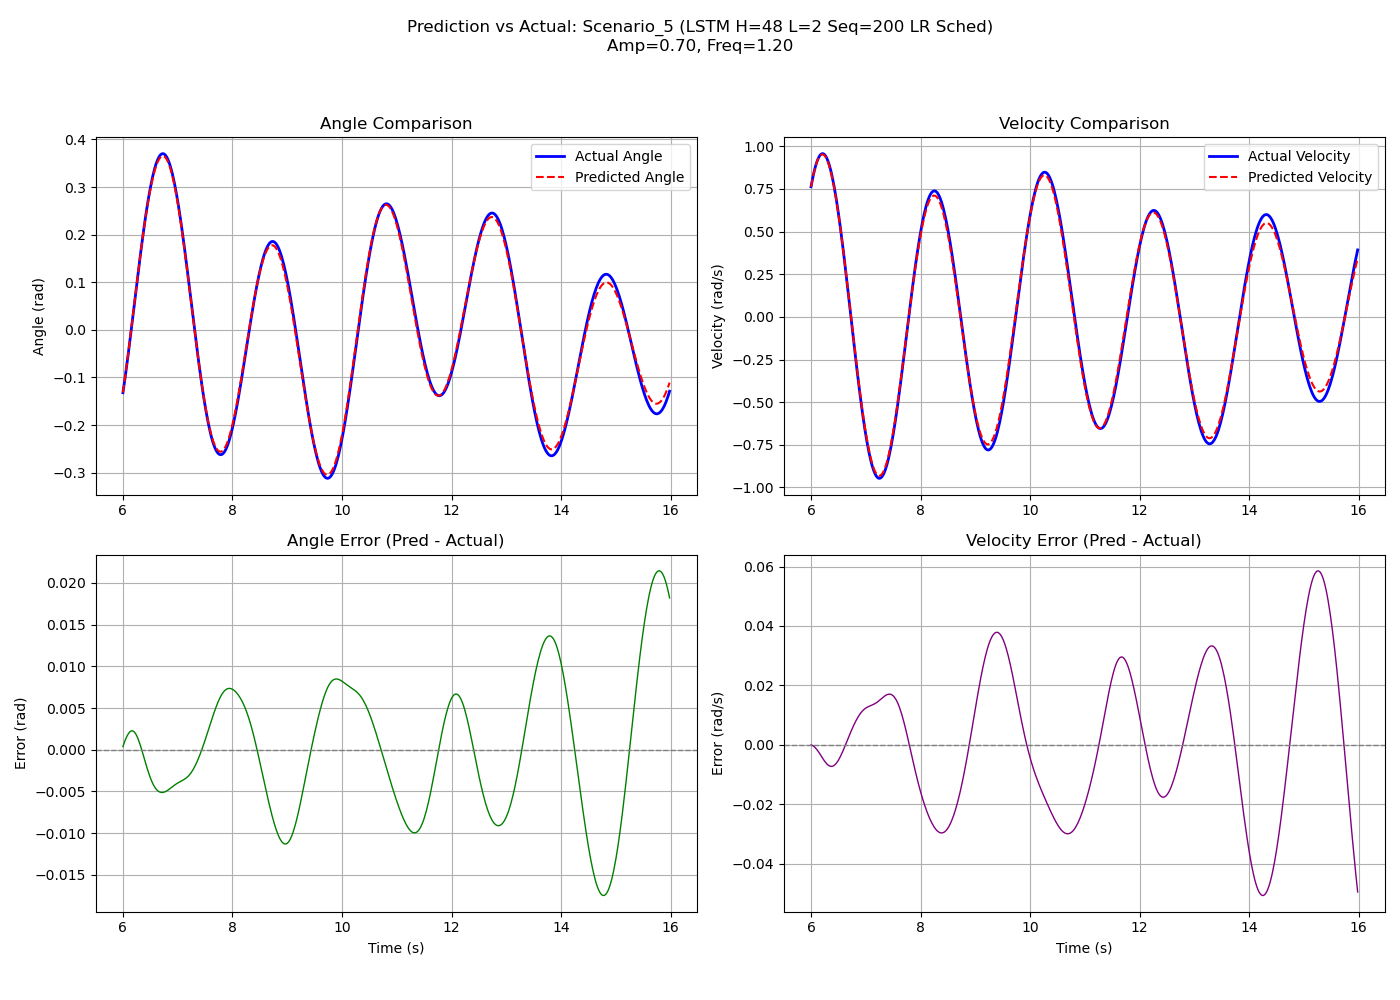 Prediction vs Actual: Scenario_5 (LSTM H=48 L=2 Seq=200 LR Sched)
Amp=0.70, Freq=1.20
Angle Comparison
Angle (rad)
0.4
0.3
0.2
0.1
0.0
−0.1
−0.2
−0.3
Actual Angle
Predicted Angle
6 8 10 12 14 16
Velocity Comparison
Velocity (rad/s)
1.00
0.75
0.50
0.25
0.00
−0.25
−0.50
−0.75
−1.00
Actual Velocity
Predicted Velocity
6 8 10 12 14 16
Angle Error (Pred - Actual)
Error (rad)
0.020
0.015
0.010
0.005
0.000
−0.005
−0.010
−0.015
6 8 10 12 14 16
Time (s)
Velocity Error (Pred - Actual)
Error (rad/s)
0.06
0.04
0.02
0.00
−0.02
−0.04
6 8 10 12 14 16
Time (s)